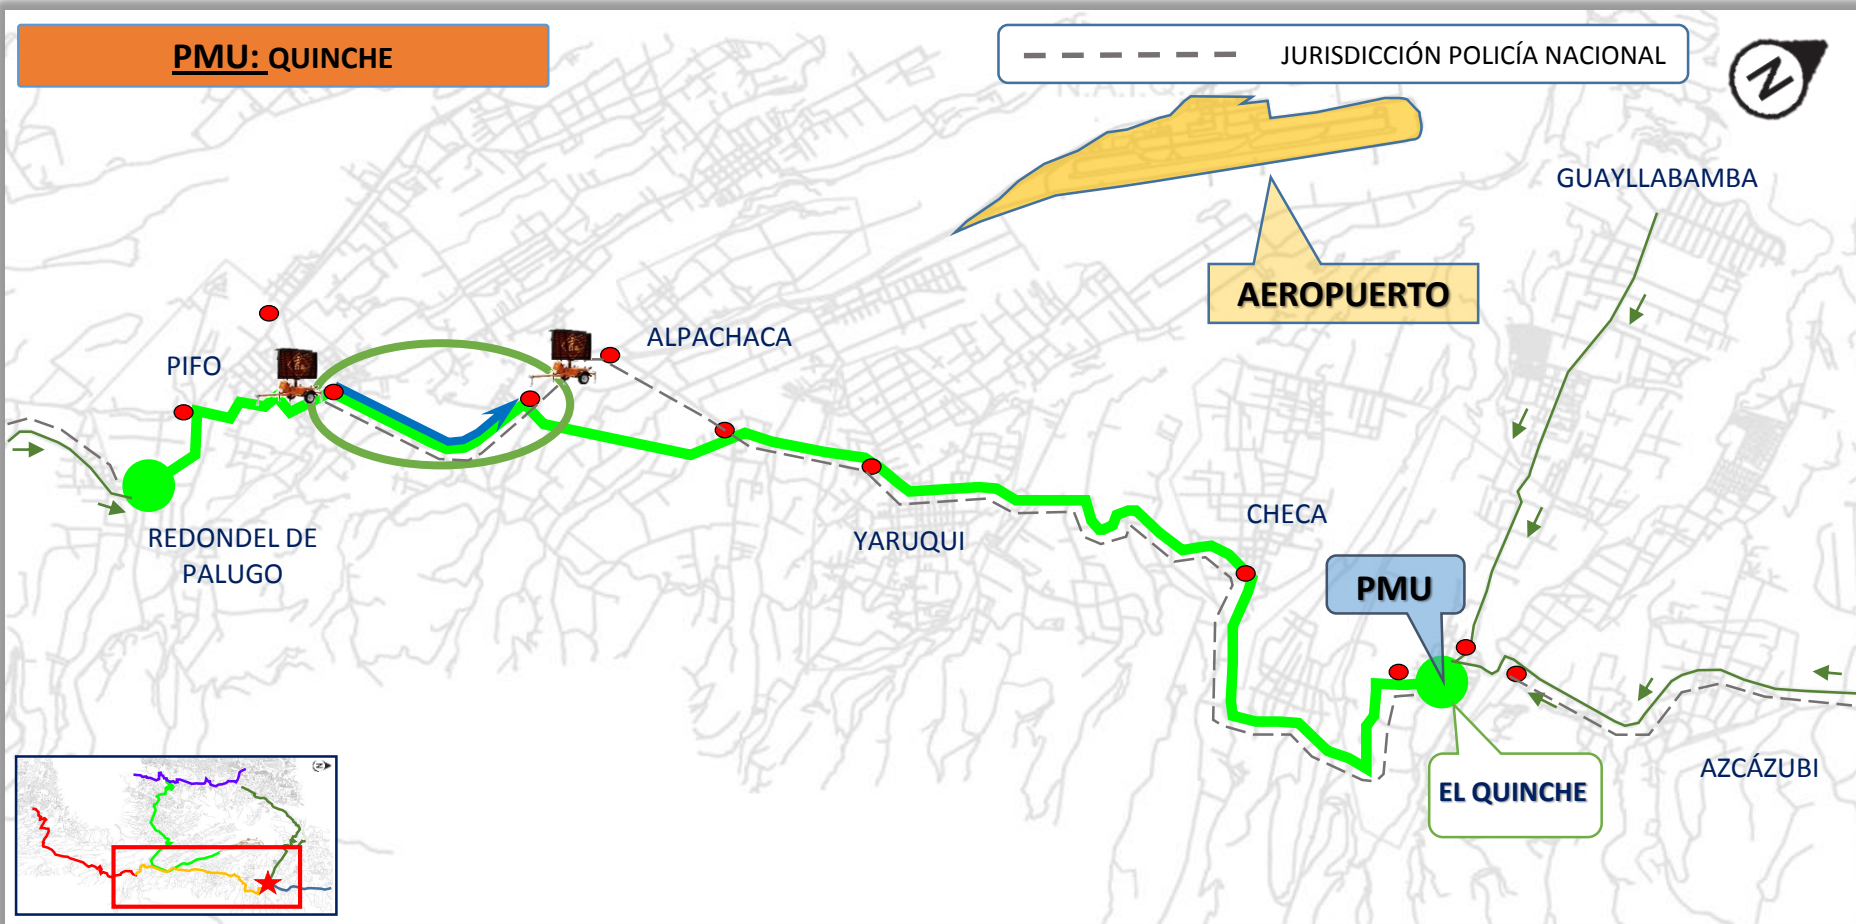 PMU: QUINCHE
JURISDICCIÓN POLICÍA NACIONAL
N
N.A.I.Q.
GUAYLLABAMBA
AEROPUERTO
ALPACHACA
PIFO
CHECA
REDONDEL DE
PALUGO
YARUQUI
PMU
AZCÁZUBI
EL QUINCHE
N